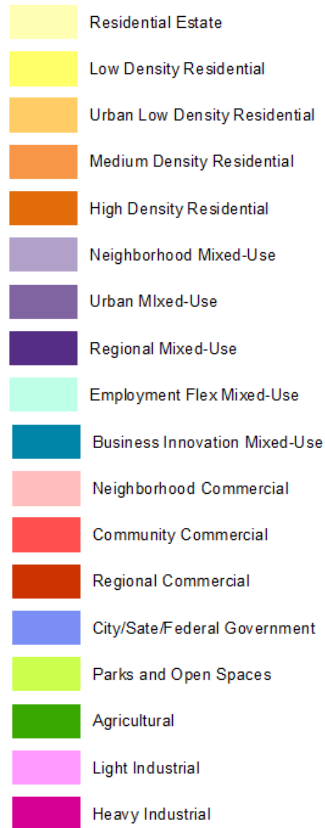 Residential Estate
Low Density Residential
Urban Low Density Residential
Medium Density Residential
High Density Residential
Neighborhood Mixed-Use
Urban MIxed-Use
Regional Mixed-Use
Employment Flex Mixed-Use
Business Innovation Mixed-Use
Neighborhood Commercial
Community Commercial
Regional Commercial
City/Sate/Federal Government
Parks and Open Spaces
Agricultural
Light Industrial
Heavy Industrial